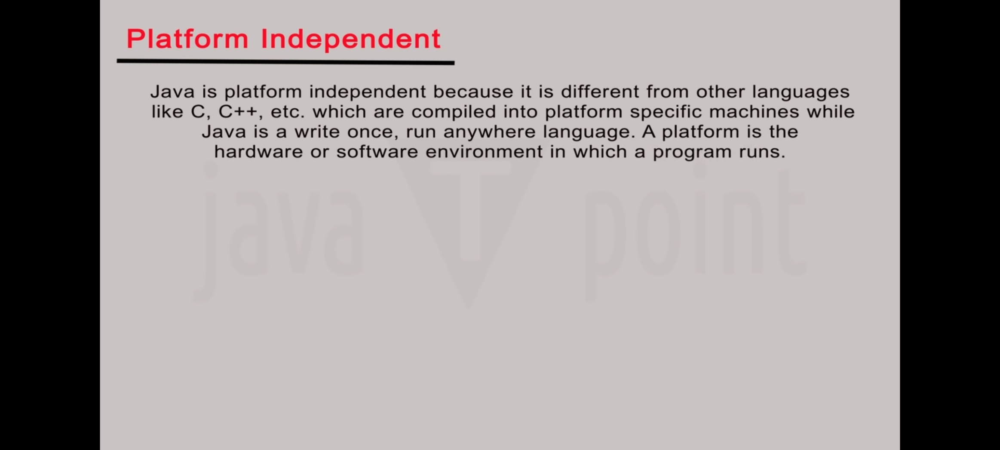 Platform Independent
Java is platform independent because it is different from other languages
like C, C++, etc. which are compiled into platform specific machines while
Java is a write once, run anywhere language. A platform is the
hardware or software environment in which a program runs.
java T point